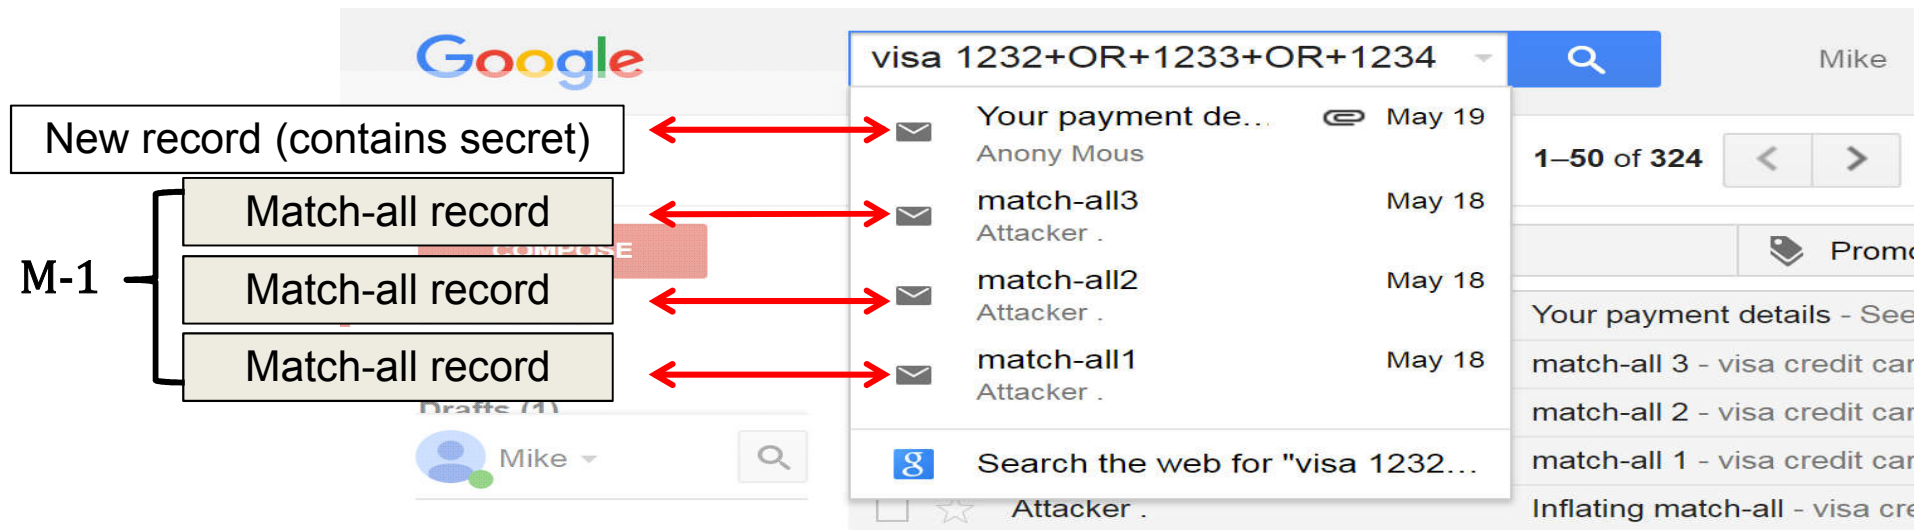 Google
visa 1232+OR+1233+OR+1234
Mike
New record (contains secret)
Your payment de...
May 19
Anony Mous
1–50 of 324
Match-all record
match-all3
May 18
Attacker .
M-1
COMPOSE
Match-all record
match-all2
May 18
Attacker .
Promo
Your payment details - See
Match-all record
match-all1
May 18
Attacker .
match-all 3 - visa credit car
Drafts (1)
match-all 2 - visa credit car
Mike
Search the web for "visa 1232...
match-all 1 - visa credit car
Attacker .
Inflating match-all - visa cre